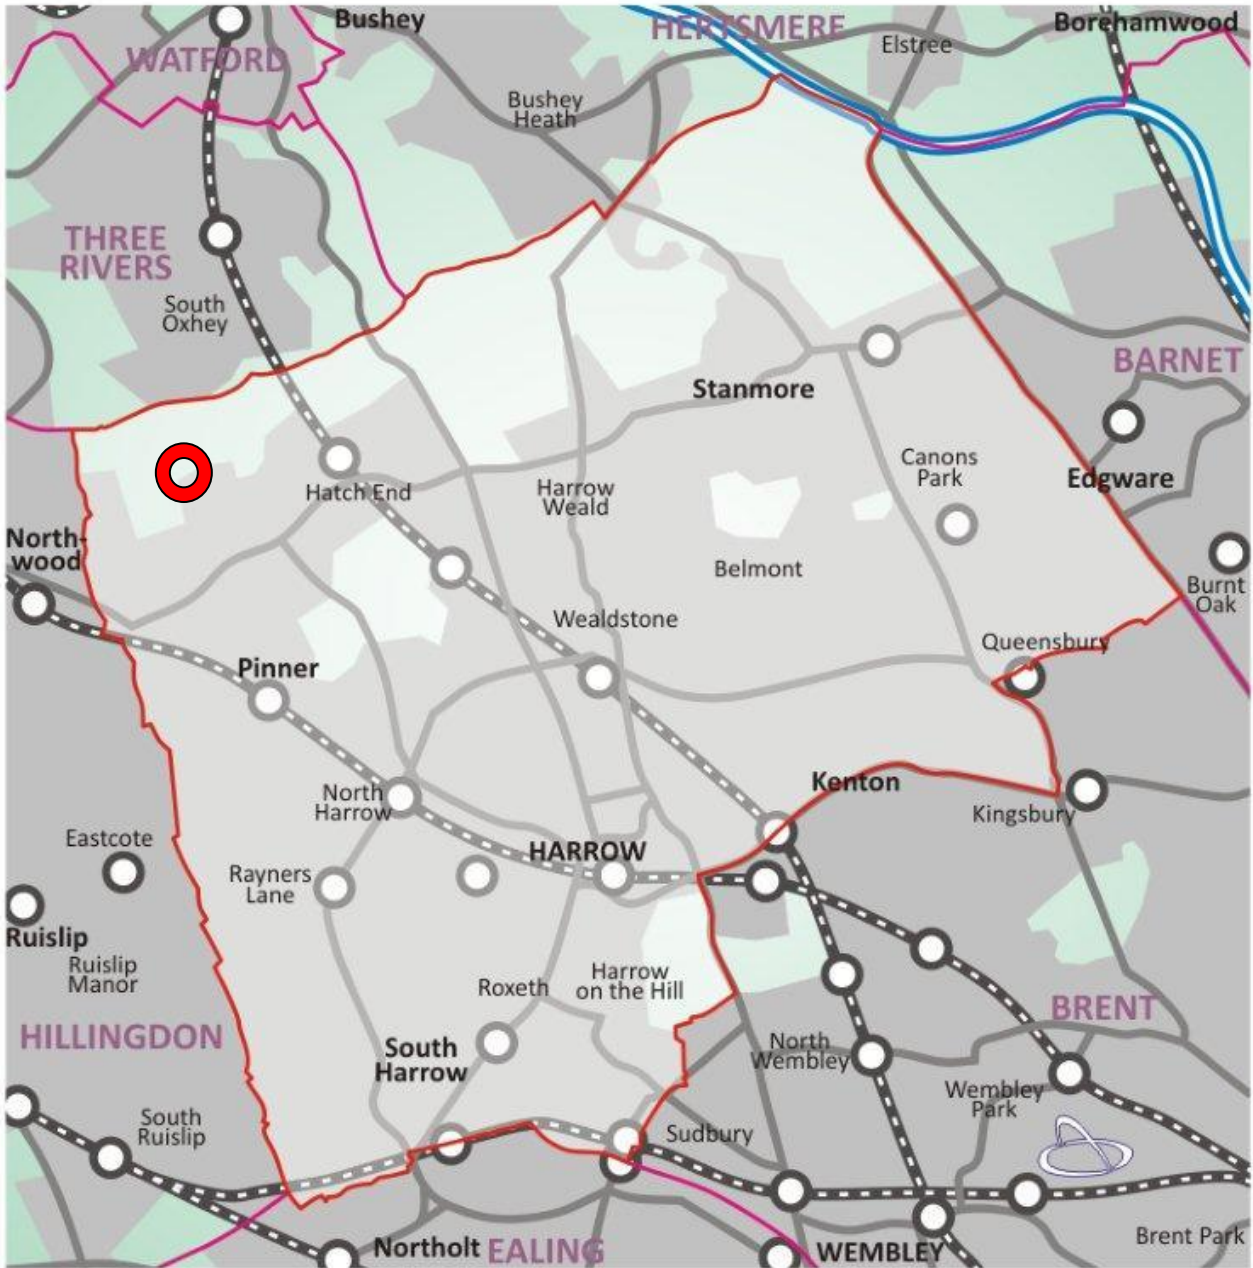 Bushey
HERTSMERE
Borehamwood
WATFORD
Elstree
Bushey
Heath
THREE
RIVERS
South
Oxhey
BARNET
Stanmore
Canons
Park
Edgware
Hatch End
Harrow
Weald
North-
wood
Belmont
Burnt
Oak
Wealdstone
Queensbury
Pinner
Kenton
North
Harrow
Kingsbury
Eastcote
HARROW
Rayners
Lane
Ruislip
Ruislip
Manor
Roxeth
Harrow
on the Hill
BRENT
HILLINGDON
South
Harrow
North
Wembley
Wembley
Park
South
Ruislip
Sudbury
Brent Park
Northolt
EALING
WEMBLEY